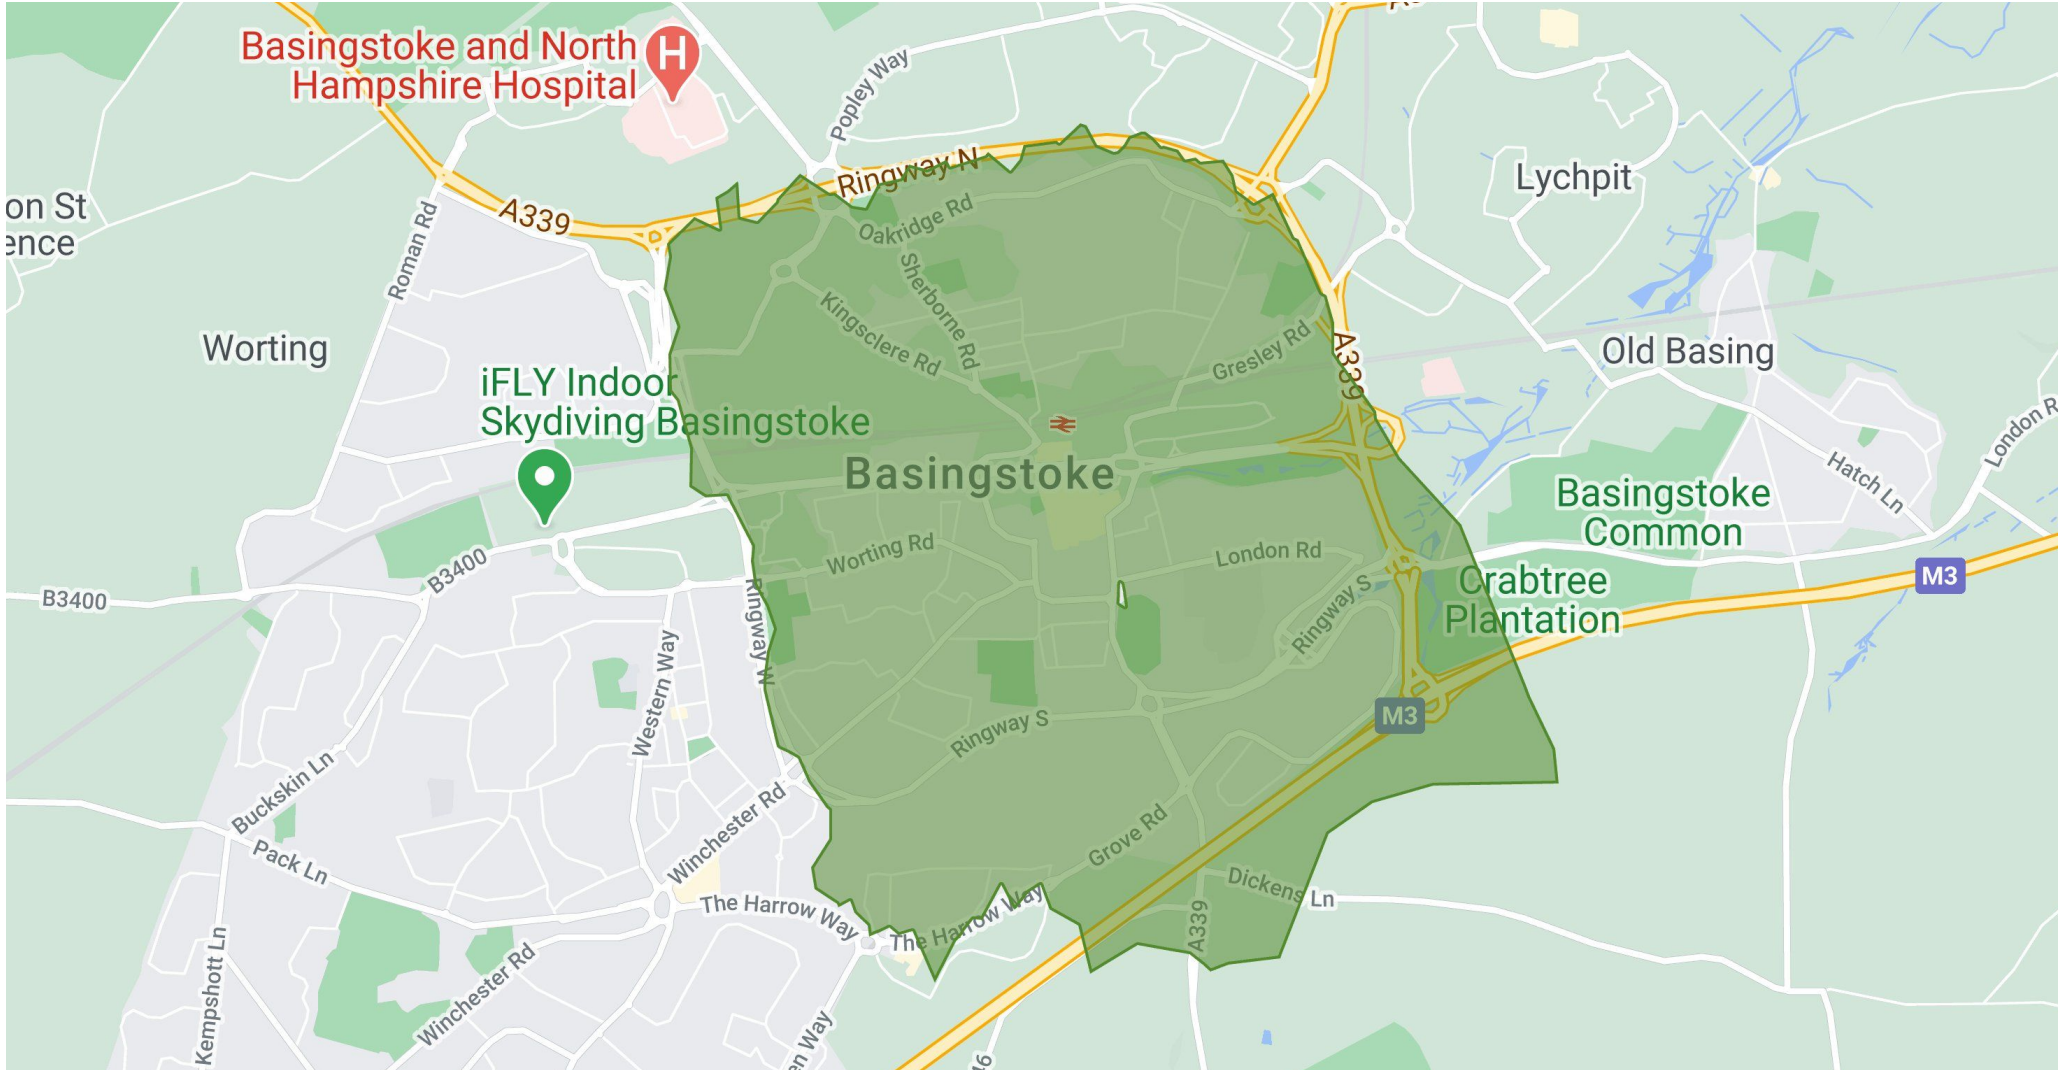 Basingstoke and North
Hampshire Hospital
H
Popley Way
Ringway N
Lychpit
on St
ence
A339
Roman Rd
Oakridge Rd
Sherborne Rd
Kingsclere Rd
Worting
Gresley Rd
A339
Old Basing
iFLY Indoor
Skydiving Basingstoke
London R
Basingstoke
Hatch Ln
Basingstoke
Common
Worting Rd
London Rd
B3400
B3400
M3
Crabtree
Plantation
Ringway W
Ringway S
Western Way
M3
Ringway S
Buckskin Ln
Winchester Rd
Grove Rd
Pack Ln
Dickens Ln
The Harrow Way
The Harrow Way
A339
Kempshott Ln
Winchester Rd
en Way